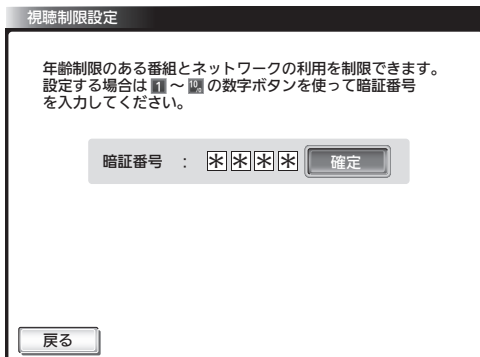 視聴制限設定
年齢制限のある番組とネットワークの利用を制限できます。
設定する場合は 1 ～ 10 の数字ボタンを使って暗証番号
を入力してください。
暗証番号 : ＊＊＊＊ 確定
戻る